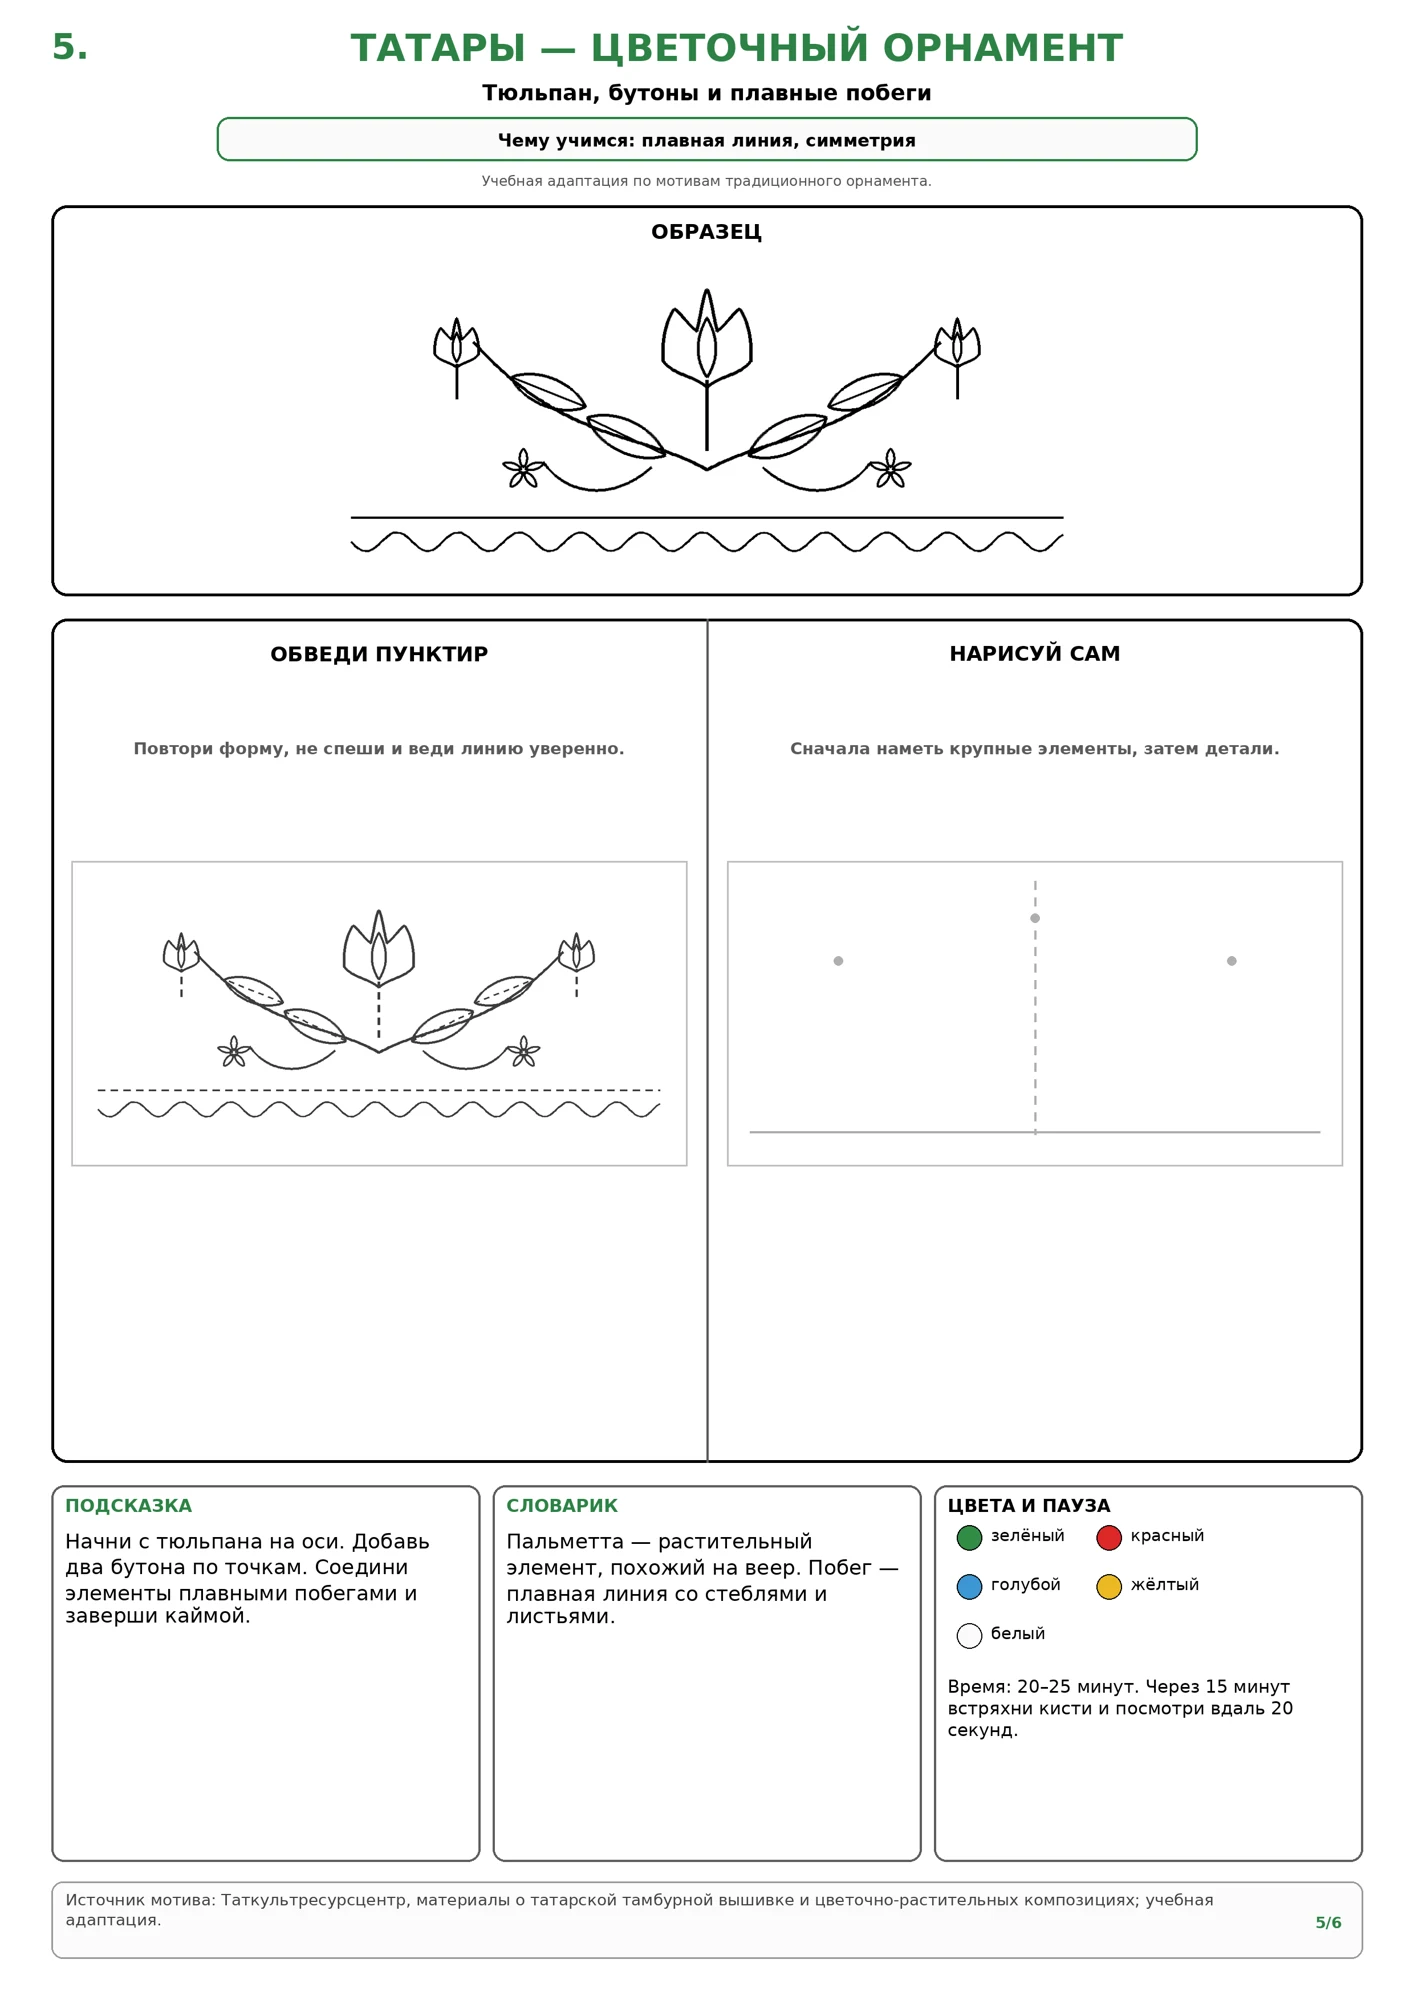 5.
ТАТАРЫ — ЦВЕТОЧНЫЙ ОРНАМЕНТ
Тюльпан, бутоны и плавные побеги
Чему учимся: плавная линия, симметрия
Учебная адаптация по мотивам традиционного орнамента.
ОБРАЗЕЦ
ОБВЕДИ ПУНКТИР
Повтори форму, не спеши и веди линию уверенно.
НАРИСУЙ САМ
Сначала наметь крупные элементы, затем детали.
ПОДСКАЗКА
Начни с тюльпана на оси. Добавь
два бутона по точкам. Соедини
элементы плавными побегами и
заверши каймой.
СЛОВАРИК
Пальметта — растительный
элемент, похожий на веер. Побег —
плавная линия со стеблями и
листьями.
ЦВЕТА И ПАУЗА
зелёный
красный
голубой
жёлтый
белый
Время: 20–25 минут. Через 15 минут
встряхни кисти и посмотри вдаль 20
секунд.
Источник мотива: Таткультресурсцентр, материалы о татарской тамбурной вышивке и цветочно-растительных композициях; учебная
адаптация.
5/6